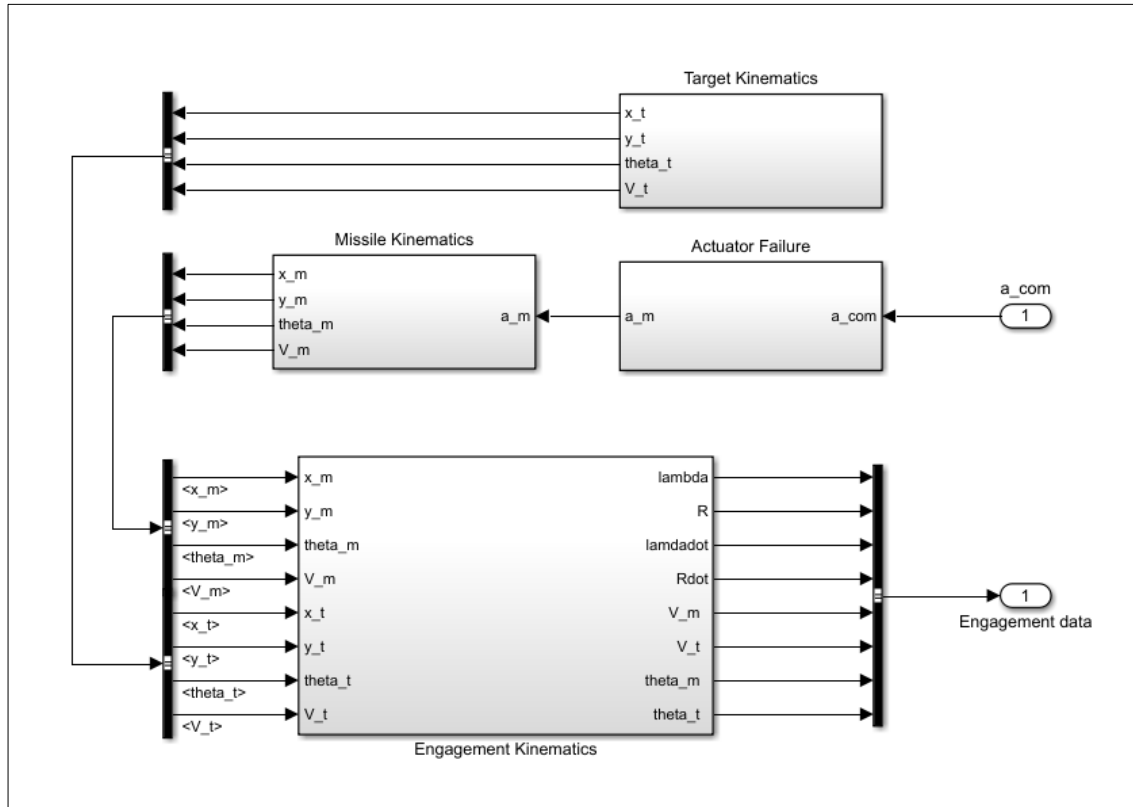 Target Kinematics
x_t
y_t
theta_t
V_t
Missile Kinematics
x_m
y_m
theta_m
V_m
a_m
Actuator Failure
a_m
a_com
a_com
1
<x_m>
<y_m>
<theta_m>
<V_m>
<x_t>
<y_t>
<theta_t>
<V_t>
x_m
y_m
theta_m
V_m
x_t
y_t
theta_t
V_t
lambda
R
lamdadot
Rdot
V_m
V_t
theta_m
theta_t
Engagement Kinematics
1
Engagement data